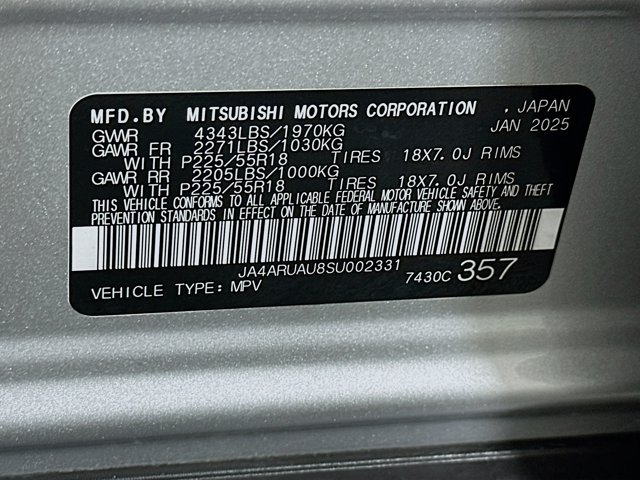 MFD.BY MITSUBISHI MOTORS CORPORATION , JAPAN
GVWR 4343LBS/1970KG JAN 2025
GAWR FR 2271LBS/1030KG
WITH P225/55R18 TIRES 18X7.0J RIMS
GAWR RR 2205LBS/1000KG
WITH P225/55R18 TIRES 18X7.0J RIMS
THIS VEHICLE CONFORMS TO ALL APPLICABLE FEDERAL MOTOR VEHICLE SAFETY AND THEFT
PREVENTION STANDARDS IN EFFECT ON THE DATE OF MANUFACTURE SHOWN ABOVE.
JA4ARUAU8SU002331
VEHICLE TYPE: MPV 7430C 357